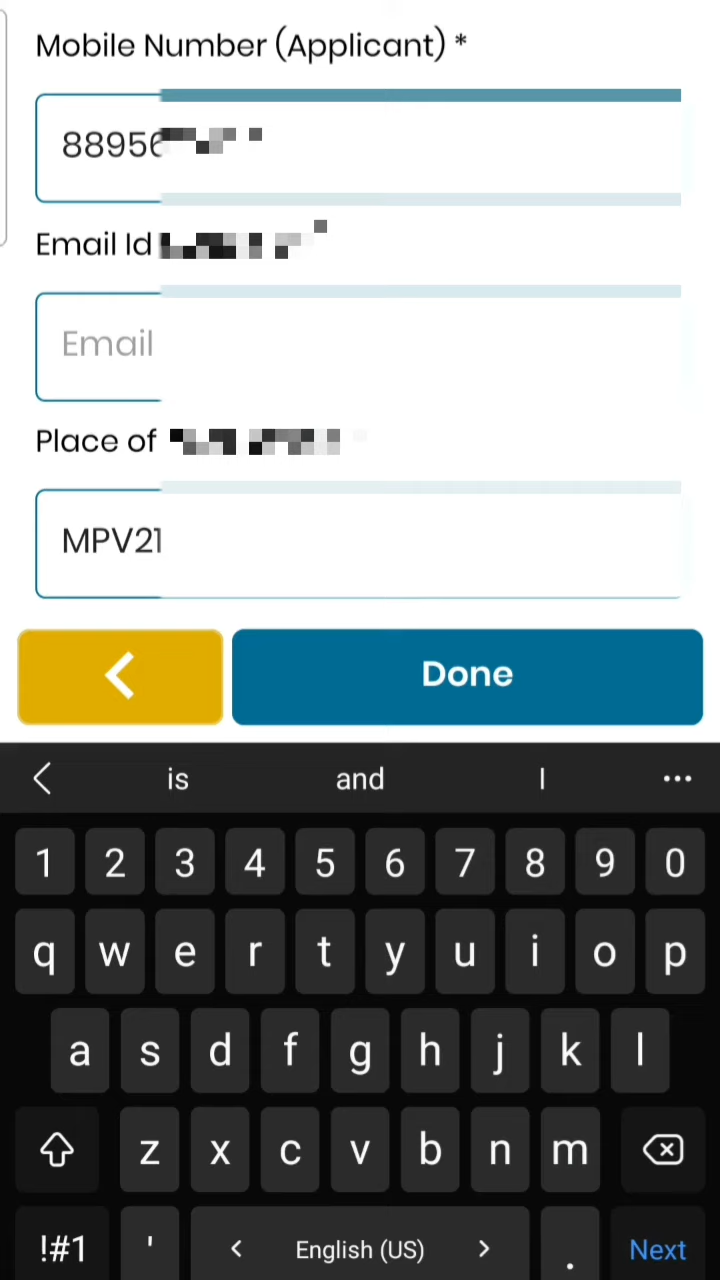 Mobile Number (Applicant) *
8895
Email Id
Email
Place of
MPV21
Done
is and I ...
1 2 3 4 5 6 7 8 9 0
q w e r t y u i o p
a s d f g h j k l
z x c v b n m
!#1 ' < English (US) > . Next